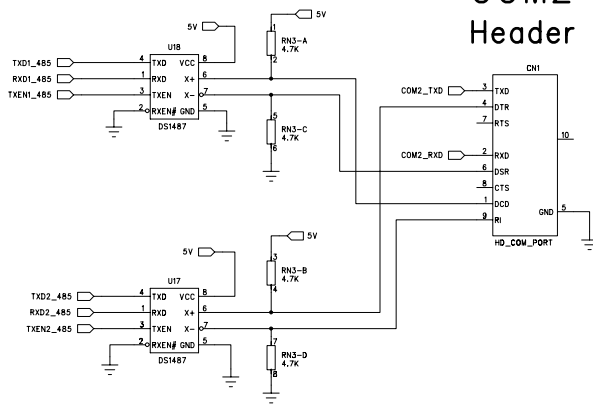 Header
5V
5V
U18
1
RN3-A
4.7K
2
TXD1_485
4 TXD VCC 8
RXD1_485
1 RXD X+ 6
TXEN1_485
3 TXEN X- 7
2 RXEN# GND 5
DS1487
5
RN3-C
4.7K
6
CN1
COM2_TXD
3 TXD
4 DTR
7 RTS
10
COM2_RXD
2 RXD
6 DSR
8 CTS
1 DCD
GND 5
9 RI
HD_COM_PORT
5V
5V
U17
3
RN3-B
4.7K
4
TXD2_485
4 TXD VCC 8
RXD2_485
1 RXD X+ 6
TXEN2_485
3 TXEN X- 7
2 RXEN# GND 5
DS1487
7
RN3-D
4.7K
8